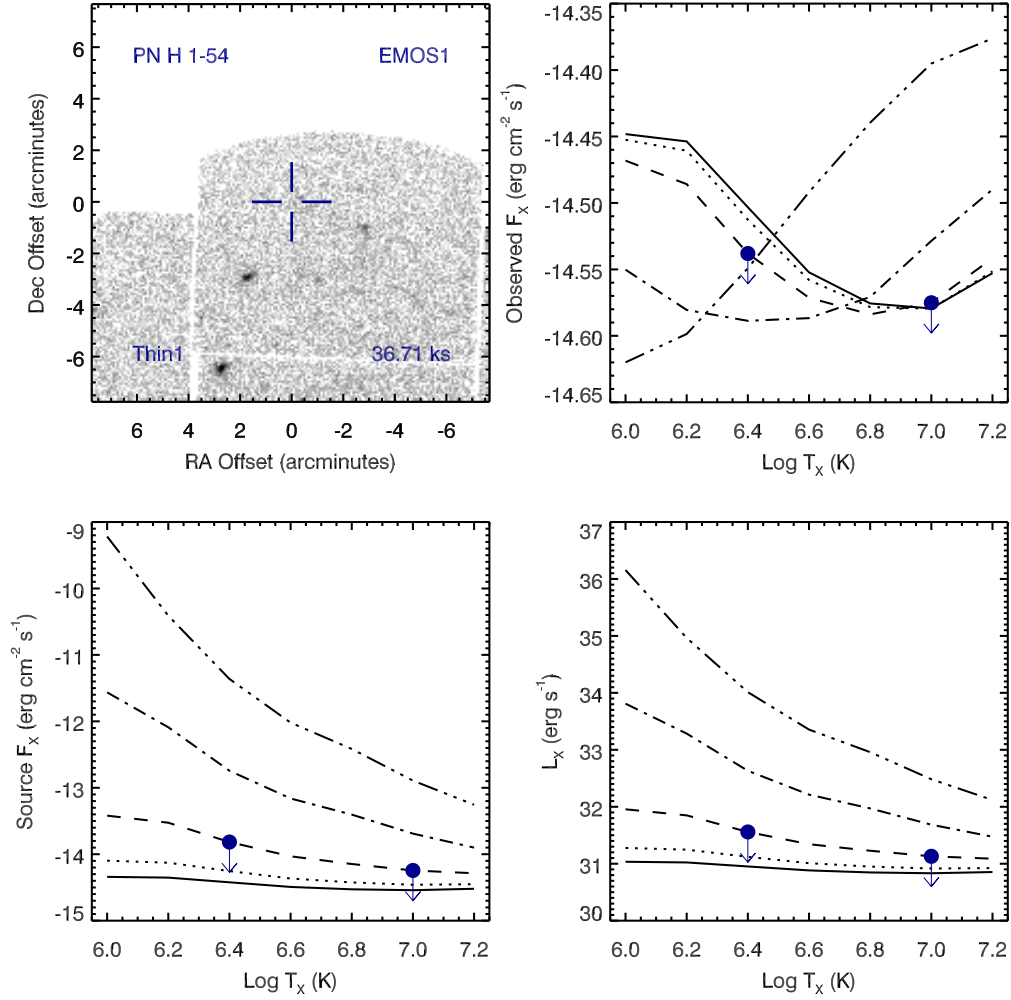 PN H 1-54 EMOS1
Thin1 36.71 ks
6
4
2
0
-2
-4
-6
Dec Offset (arcminutes)
6 4 2 0 -2 -4 -6
RA Offset (arcminutes)
-14.35
-14.40
-14.45
-14.50
-14.55
-14.60
-14.65
Observed FX (erg cm-2 s-1)
6.0 6.2 6.4 6.6 6.8 7.0 7.2
Log TX (K)
-9
-10
-11
-12
-13
-14
-15
Source FX (erg cm-2 s-1)
6.0 6.2 6.4 6.6 6.8 7.0 7.2
Log TX (K)
37
36
35
34
33
32
31
30
LX (erg s-1)
6.0 6.2 6.4 6.6 6.8 7.0 7.2
Log TX (K)